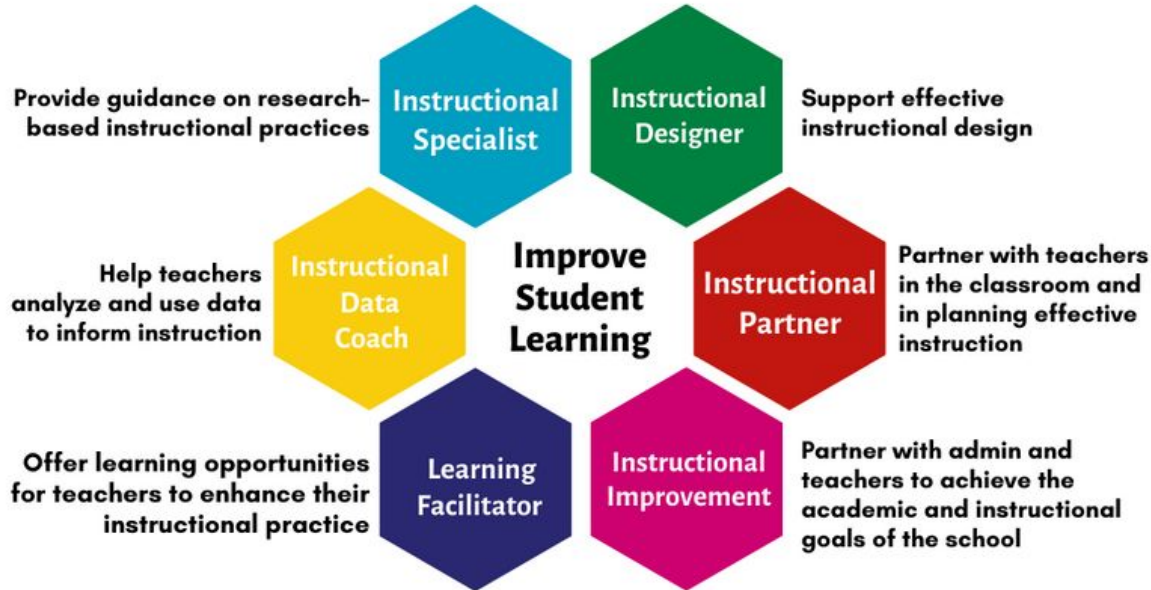 Provide guidance on research-
based instructional practices
Instructional
Specialist
Instructional
Designer
Support effective
instructional design
Help teachers
analyze and use data
to inform instruction
Instructional
Data
Coach
Improve
Student
Learning
Instructional
Partner
Partner with teachers
in the classroom and
in planning effective
instruction
Offer learning opportunities
for teachers to enhance their
instructional practice
Learning
Facilitator
Instructional
Improvement
Partner with admin and
teachers to achieve the
academic and instructional
goals of the school